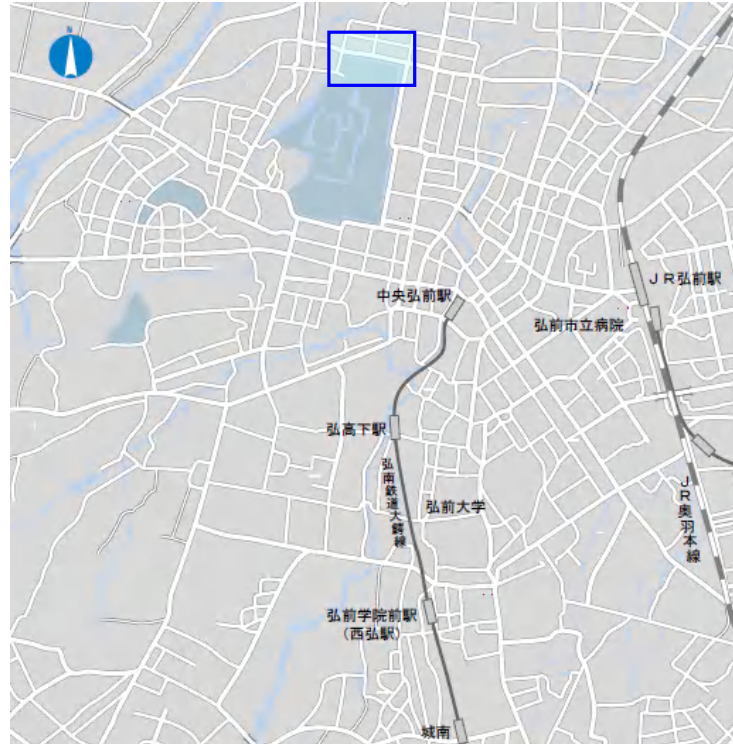 N
JR弘前駅
中央弘前駅
弘前市立病院
弘高下駅
弘南鉄道大鰐線
弘前大学
JR奥羽本線
弘前学院前駅
(西弘駅)
城南